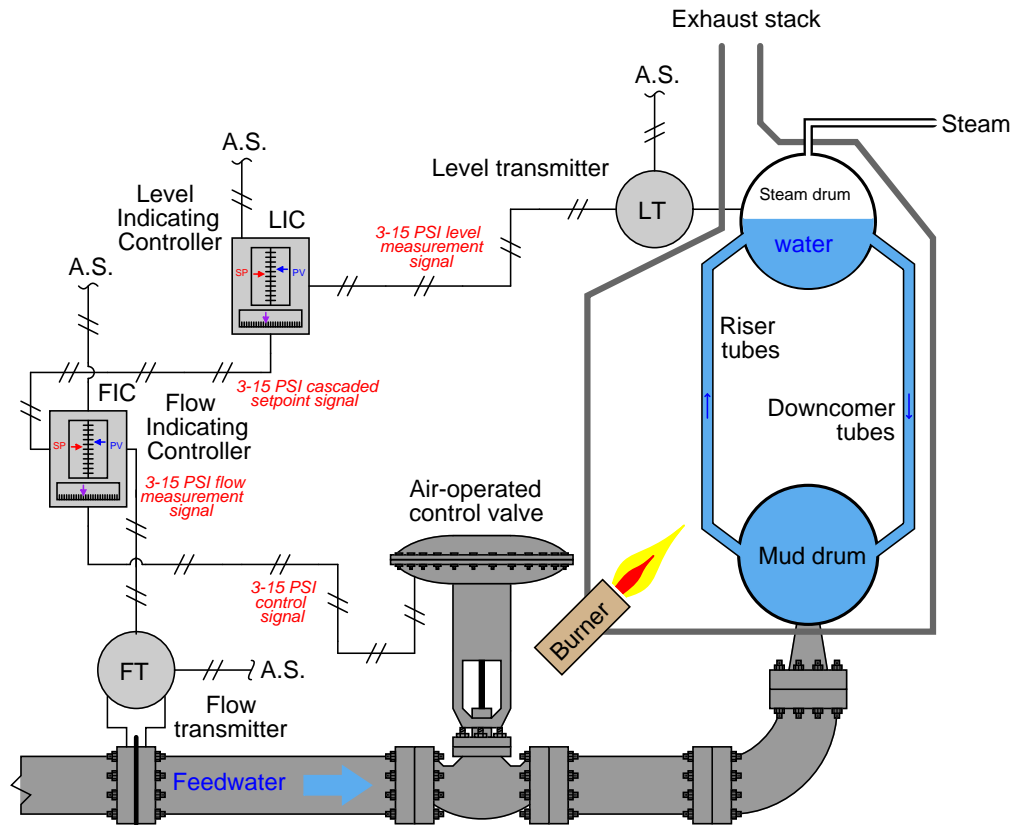 Exhaust stack
A.S.
Steam
A.S.
Level transmitter
Level
Indicating
Controller
LIC
LT
Steam drum
water
3-15 PSI level
measurement
signal
SP
PV
A.S.
Riser
tubes
3-15 PSI cascaded
setpoint signal
FIC
Flow
Indicating
Controller
SP
PV
Downcomer
tubes
3-15 PSI flow
measurement
signal
Air-operated
control valve
Mud drum
3-15 PSI
control
signal
Burner
FT
A.S.
Flow
transmitter
Feedwater